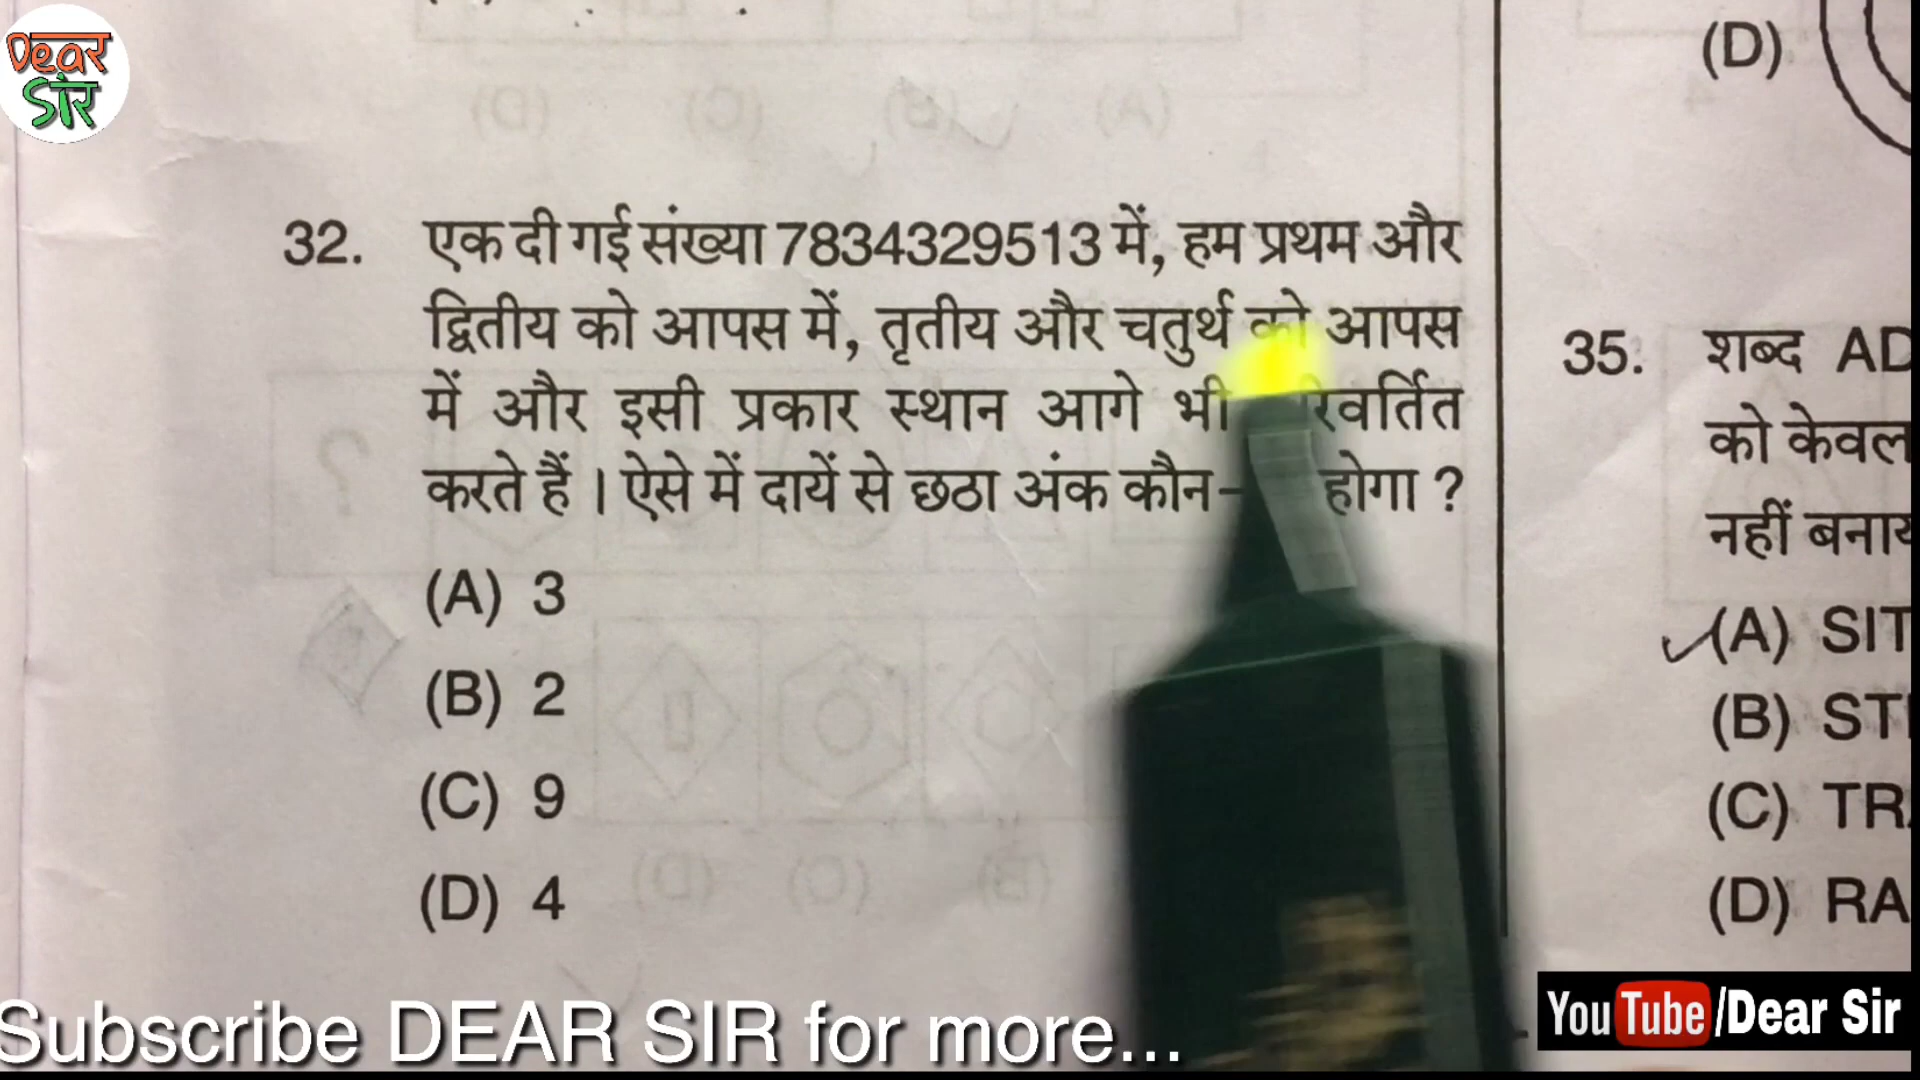 Dear
Sir
(D)
32. एक दी गई संख्या 7834329513 में, हम प्रथम और
द्वितीय को आपस में, तृतीय और चतुर्थ को आपस
में और इसी प्रकार स्थान आगे भी
करते हैं । ऐसे में दायें से छठा अंक कौन- होगा ?
(A) 3
(B) 2
(C) 9
(D) 4
35. शब्द AD
को केवल
नहीं
(A) SIT
(B) ST
(C) TR
(D) RA
Subscribe DEAR SIR for more...
YouTube/Dear Sir